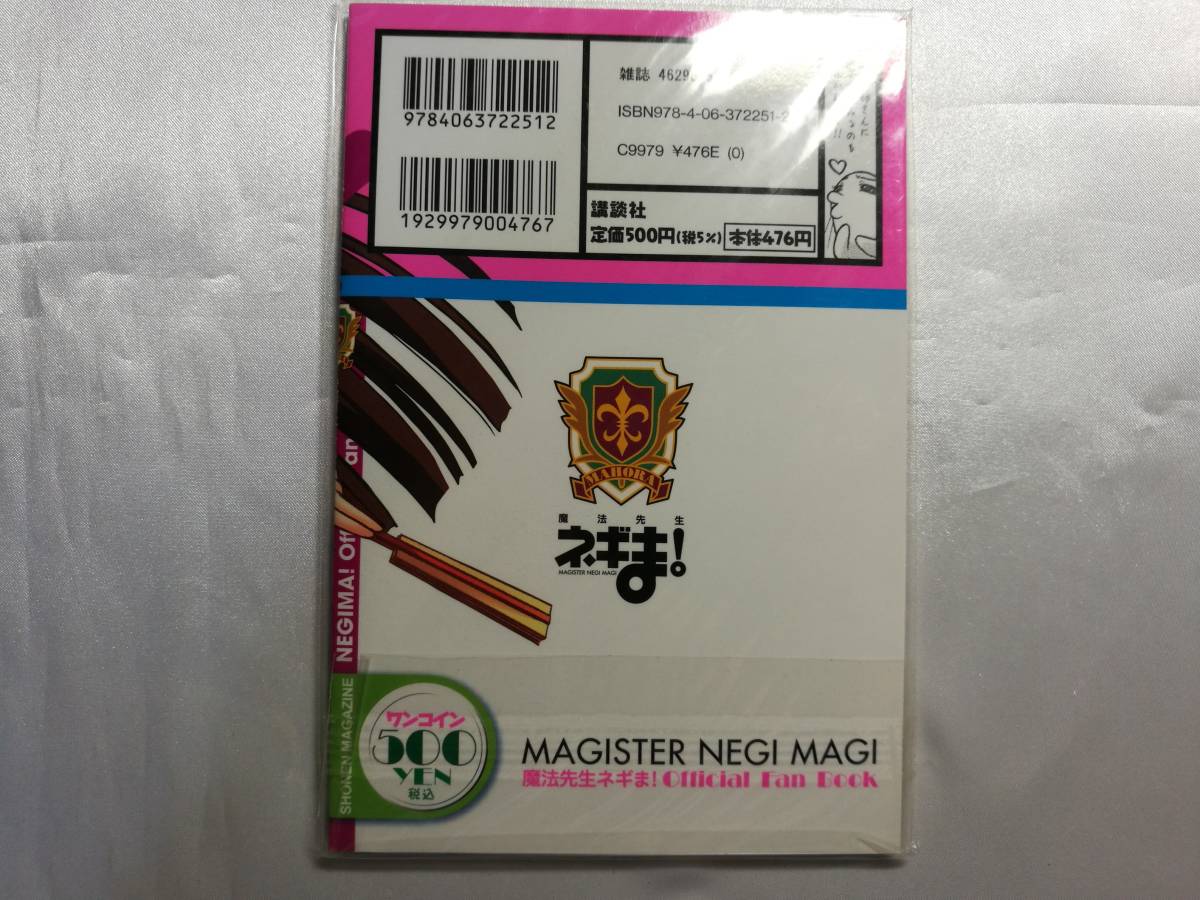 9784063722512
1929979004767
雑誌 4629
ISBN978-4-06-372251-2
C9979 ¥476E (0)
講談社
定価500円(税5%) 本体476円
MAHORA
魔法先生
ネギま!
MAGISTER NEGI MAGI
NEGIMA! Off
SHONEN MAGAZINE
ワンコイン
500
YEN
税込
MAGISTER NEGI MAGI
魔法先生ネギま! Official Fan Book